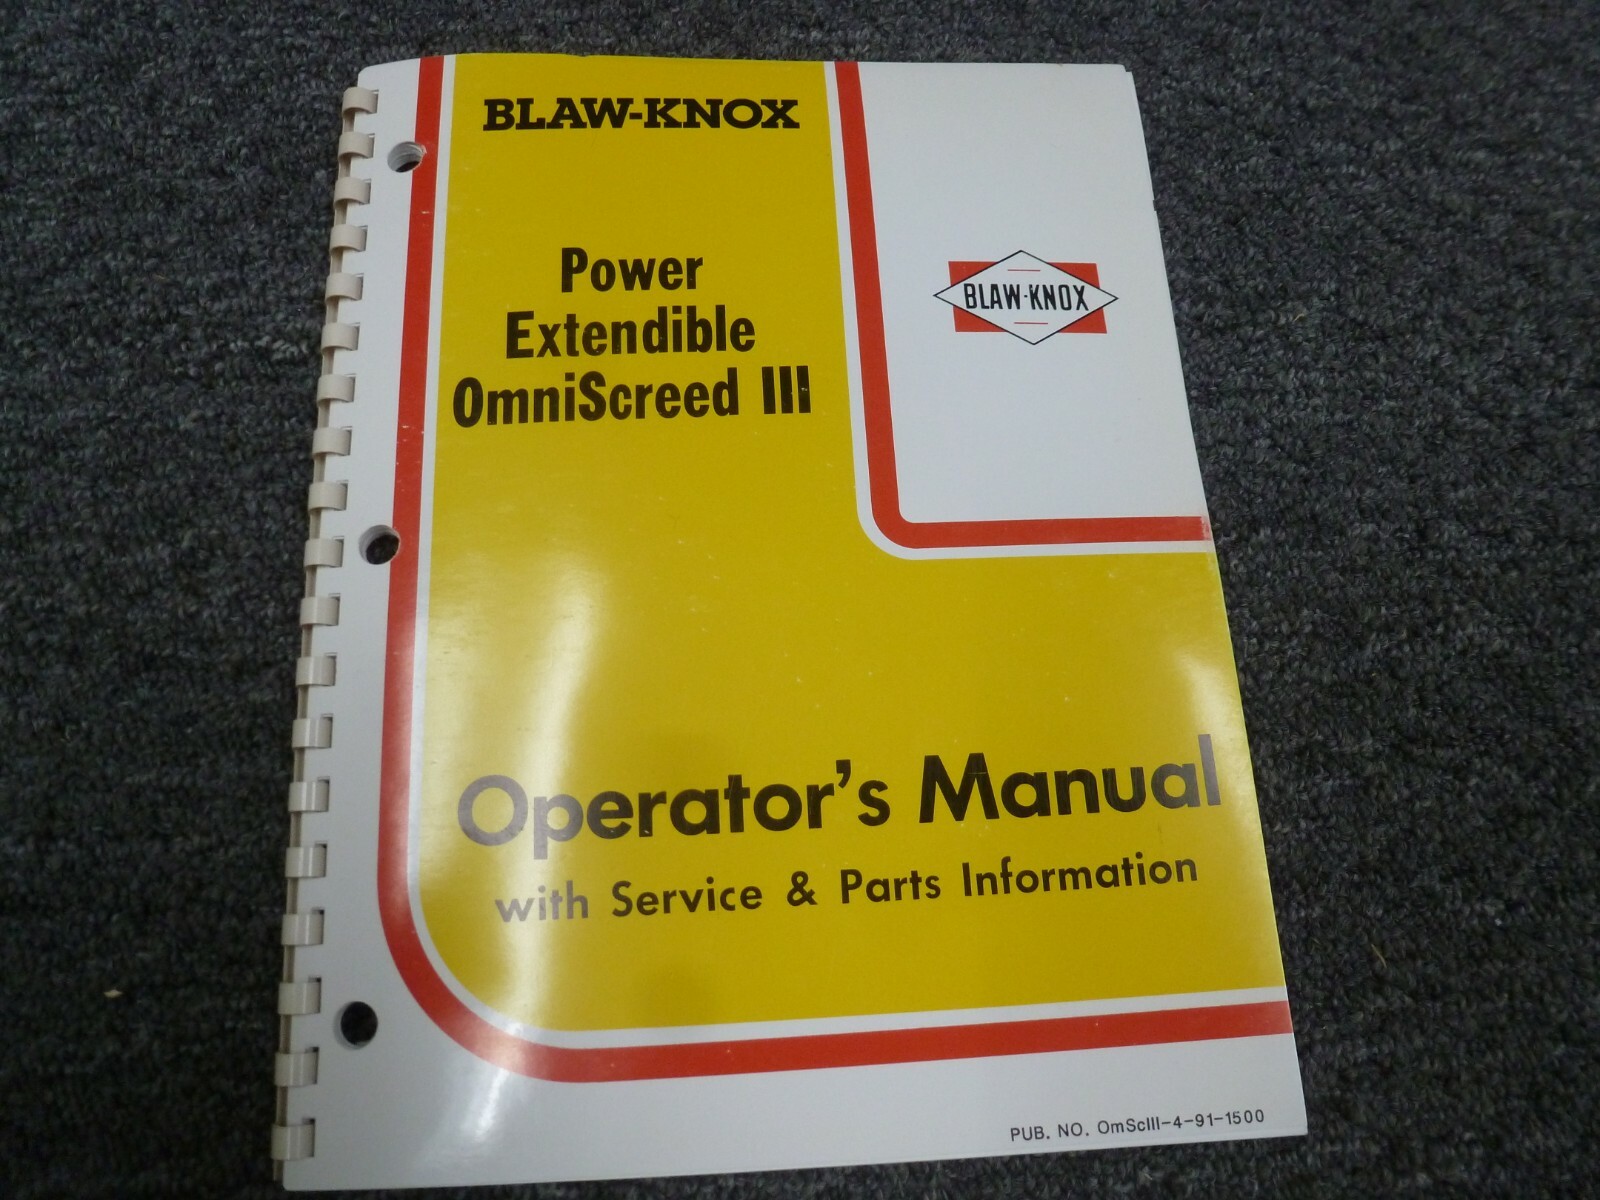 BLAW-KNOX
Power
Extendible
OmniScreed III
BLAW-KNOX
Operator's Manual
with Service & Parts Information
PUB. NO. OmScIII-4-91-1500